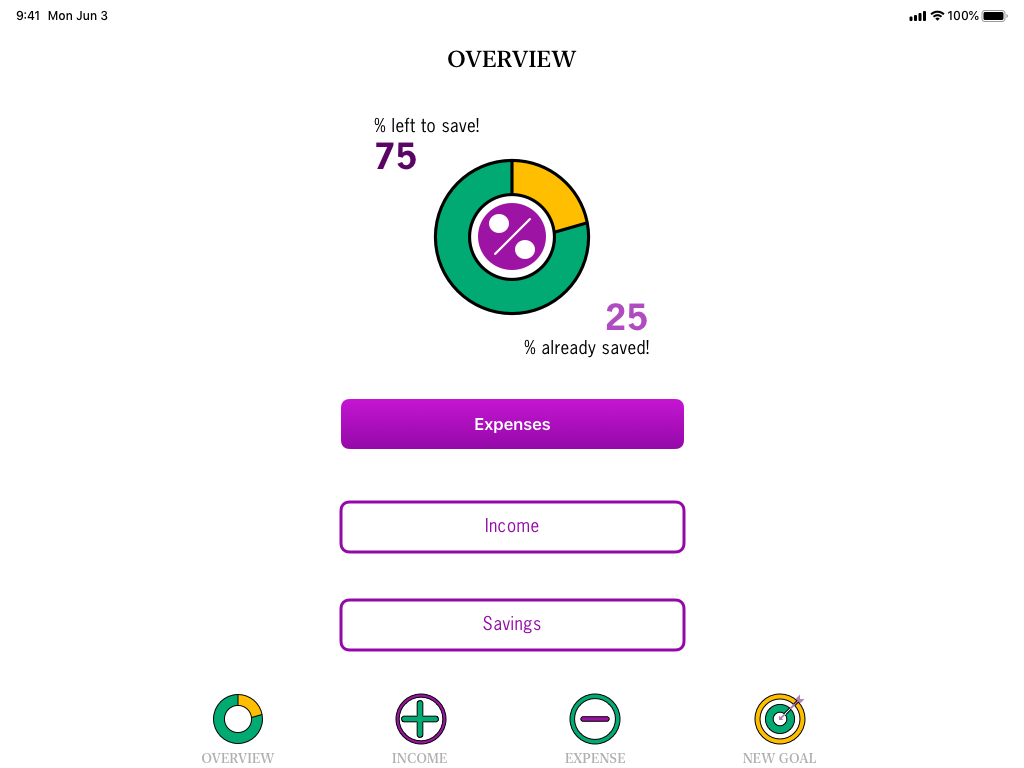 9:41 Mon Jun 3
100%
OVERVIEW
% left to save!
75
25
% already saved!
Expenses
Income
Savings
OVERVIEW
INCOME
EXPENSE
NEW GOAL